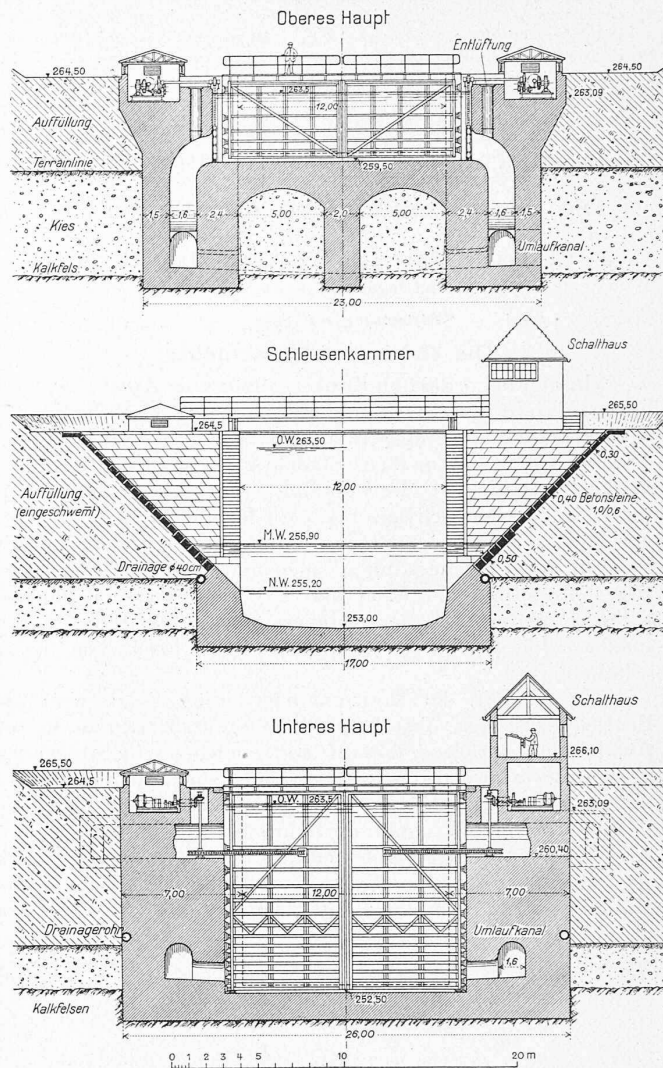 Oberes Haupt
Entlüftung
264,50
264,50
263,5
12,00
263,09
Auffüllung
Terrainlinie
259,50
1,5 1,6 2,4 5,00 2,0 5,00 2,4 1,6 1,5
Kies
Umlaufkanal
Kalkfels
23,00
Schleusenkammer
Schalthaus
265,50
264,5
O.W. 263,50
0,30
12,00
Auffüllung
(eingeschwemt)
0,40 Betonsteine
1,0/0,6
M.W. 256,90
Drainage ϕ 40cm
0,50
N.W. 255,20
253,00
17,00
Unteres Haupt
Schalthaus
265,50
266,10
264,5
O.W. 263,5
263,09
260,40
7,00 12,00 7,00
Drainagerohr
Umlaufkanal
1,6
252,50
Kalkfelsen
26,00
0 1 2 3 4 5 10 20 m